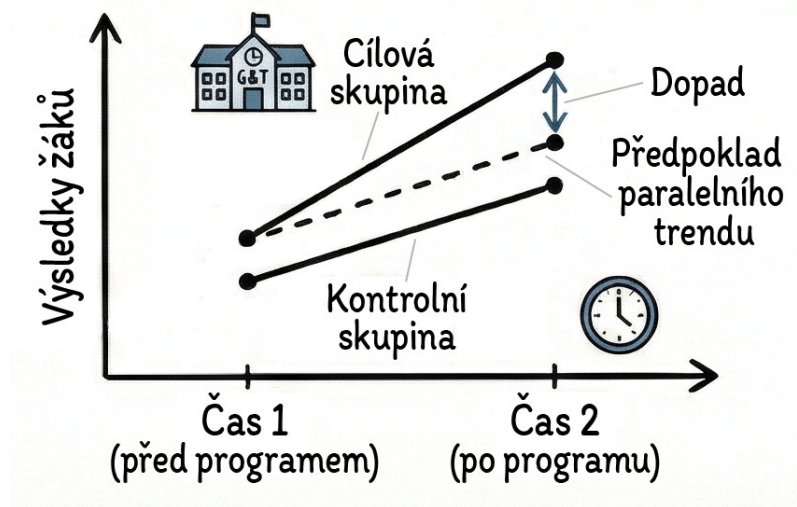 Výsledky žáků
G&T
Cílová
skupina
Dopad
Předpoklad
paralelního
trendu
Kontrolní
skupina
Čas 1
(před programem)
Čas 2
(po programu)